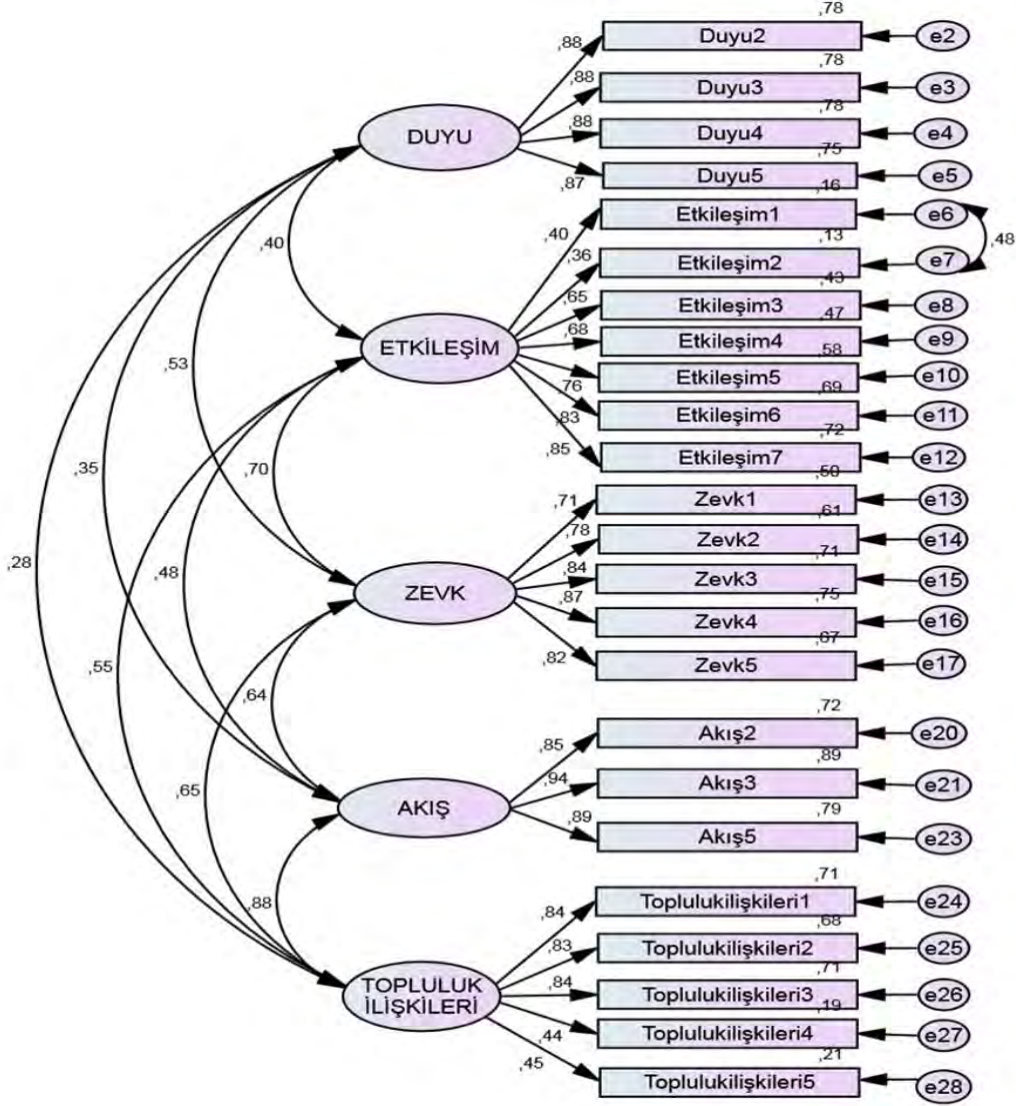 ,78
,88
Duyu2
e2
,78
,88
Duyu3
e3
,78
,88
Duyu4
e4
DUYU
,75
,87
Duyu5
e5
,16
,40
Etkileşim1
e6
,48
,13
,36
Etkileşim2
e7
,40
,43
,65
Etkileşim3
e8
,47
,68
Etkileşim4
e9
ETKİLEŞİM
,58
,76
Etkileşim5
e10
,69
,83
Etkileşim6
e11
,72
,85
Etkileşim7
e12
,53
,35
,70
,50
,71
Zevk1
e13
,61
,78
Zevk2
e14
,71
,84
Zevk3
e15
,28
,48
ZEVK
,75
,87
Zevk4
e16
,67
,82
Zevk5
e17
,55
,64
,72
,85
Akış2
e20
,89
,94
Akış3
e21
,65
AKIŞ
,79
,89
Akış5
e23
,88
,71
,84
Toplulukilişkileri1
e24
,68
,83
Toplulukilişkileri2
e25
,71
,84
Toplulukilişkileri3
e26
TOPLULUK
İLİŞKİLERİ
,19
,44
Toplulukilişkileri4
e27
,21
,45
Toplulukilişkileri5
e28